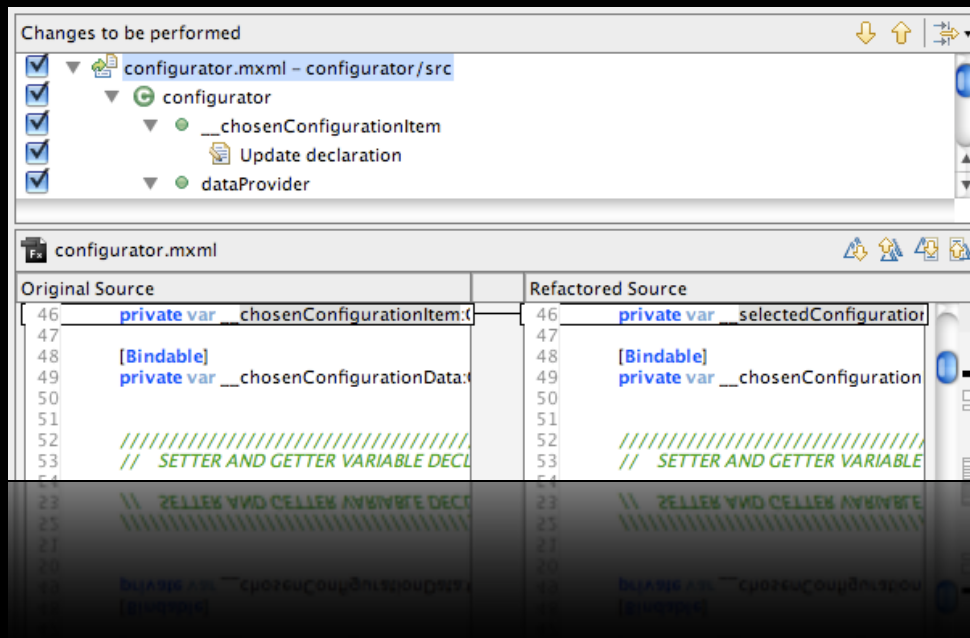 Changes to be performed
configurator.mxml – configurator/src
configurator
__chosenConfigurationItem
Update declaration
dataProvider
Fx configurator.mxml
Original Source
46 private var __chosenConfigurationItem:
47
48 [Bindable]
49 private var __chosenConfigurationData:
50
51
52 ////////////////////////////////////
53 // SETTER AND GETTER VARIABLE DECL
54
Refactored Source
46 private var __selectedConfiguration
47
48 [Bindable]
49 private var __chosenConfiguration
50
51
52 ///////////////////////////////
53 // SETTER AND GETTER VARIABLE
54